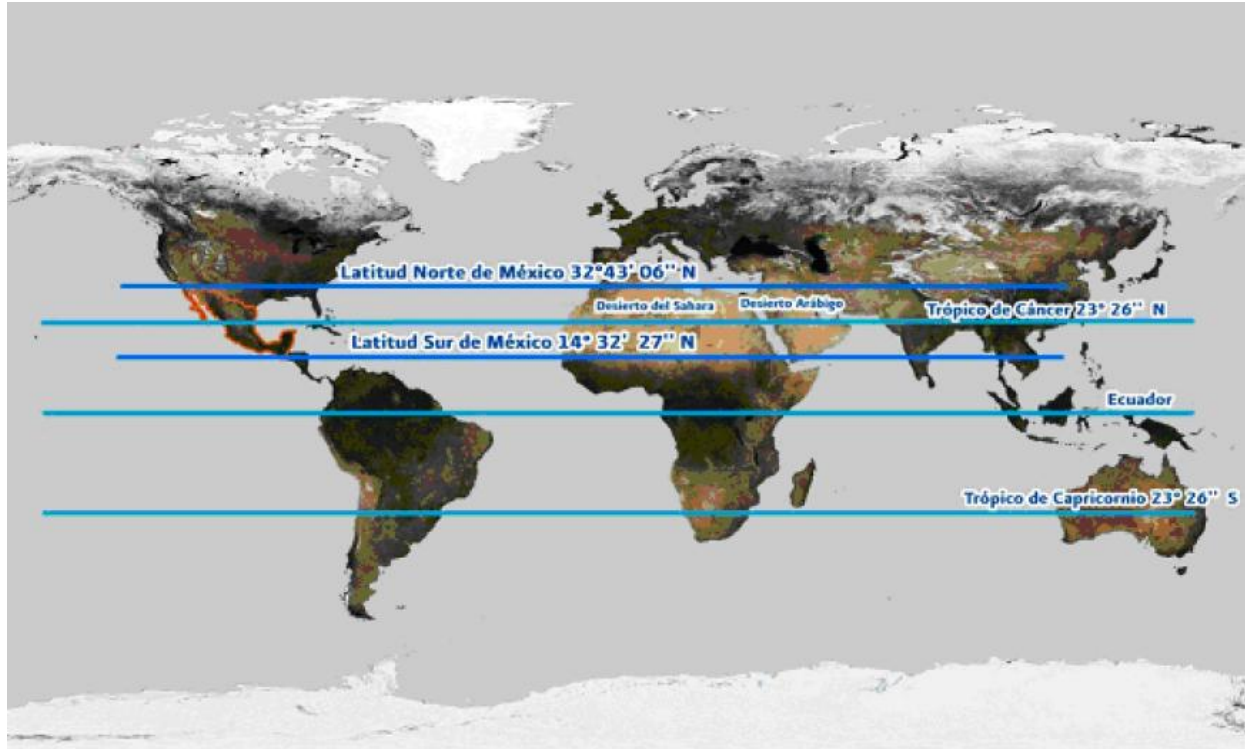 Latitud Norte de México 32°43' 06'' N
Desierto del Sahara
Desierto Arábigo
Trópico de Câncer 23° 26'' N
Latitud Sur de México 14° 32' 27'' N
Ecuador
Trópico de Capricornio 23° 26'' S